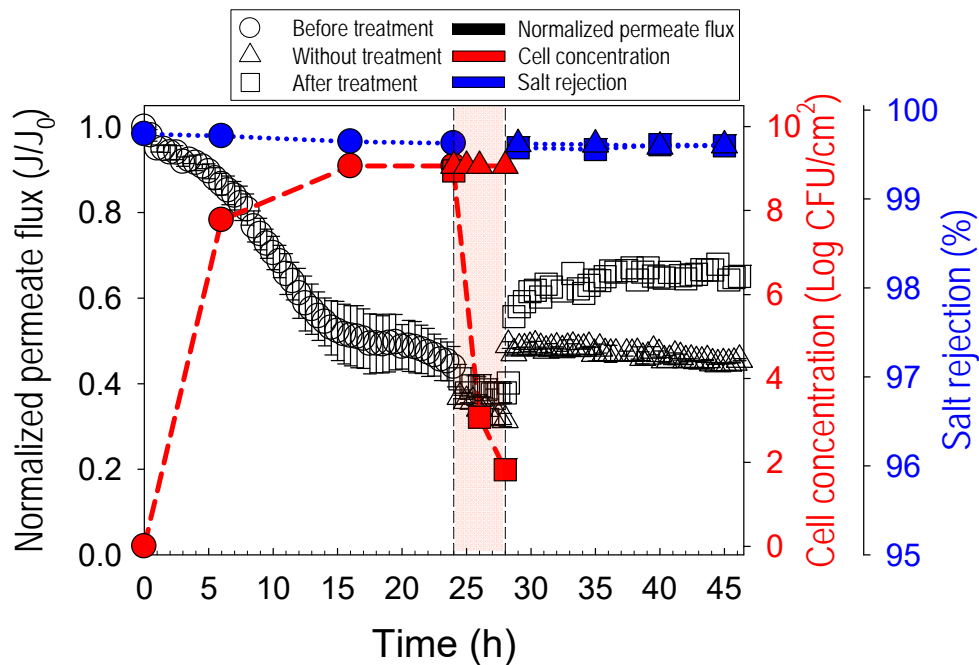 Before treatment Normalized permeate flux
Without treatment Cell concentration
After treatment Salt rejection
Normalized permeate flux (J/J0)
1.0
0.8
0.6
0.4
0.2
0.0
0 5 10 15 20 25 30 35 40 45
Time (h)
10
8
6
4
2
0
Cell concentration (Log CFU/cm²)
100
99
98
97
96
95
Salt rejection (%)